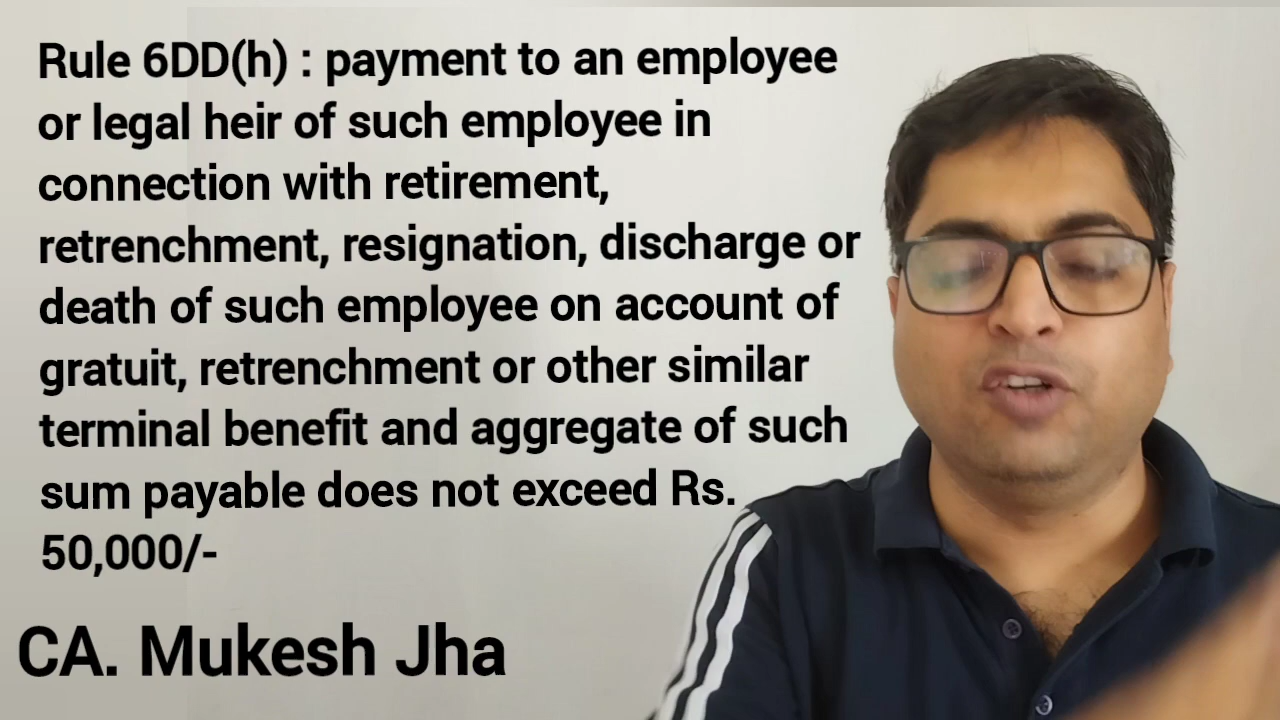 Rule 6DD(h) : payment to an employee
or legal heir of such employee in
connection with retirement,
retrenchment, resignation, discharge or
death of such employee on account of
gratuit, retrenchment or other similar
terminal benefit and aggregate of such
sum payable does not exceed Rs.
50,000/-
CA. Mukesh Jha